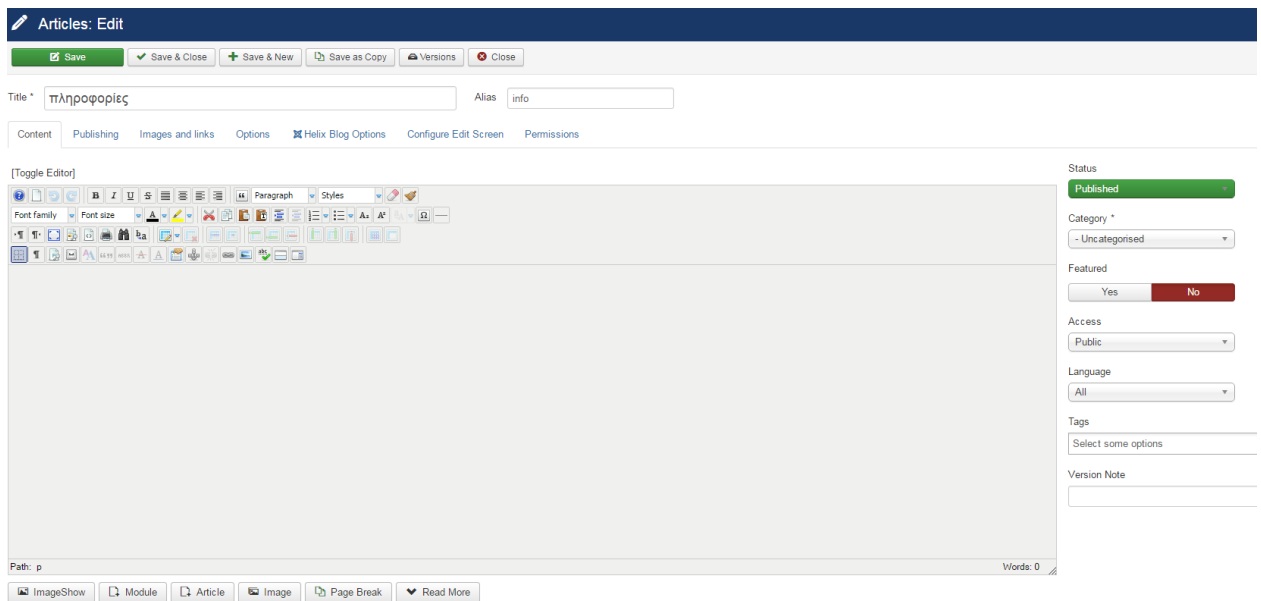 Articles: Edit
Save Save & Close Save & New Save as Copy Versions Close
Title * πληροφορίες Alias info
Content Publishing Images and links Options Helix Blog Options Configure Edit Screen Permissions
[Toggle Editor]
Paragraph Styles
Font family Font size
Path: p Words: 0
ImageShow Module Article Image Page Break Read More
Status
Published
Category *
- Uncategorised
Featured
Yes No
Access
Public
Language
All
Tags
Select some options
Version Note